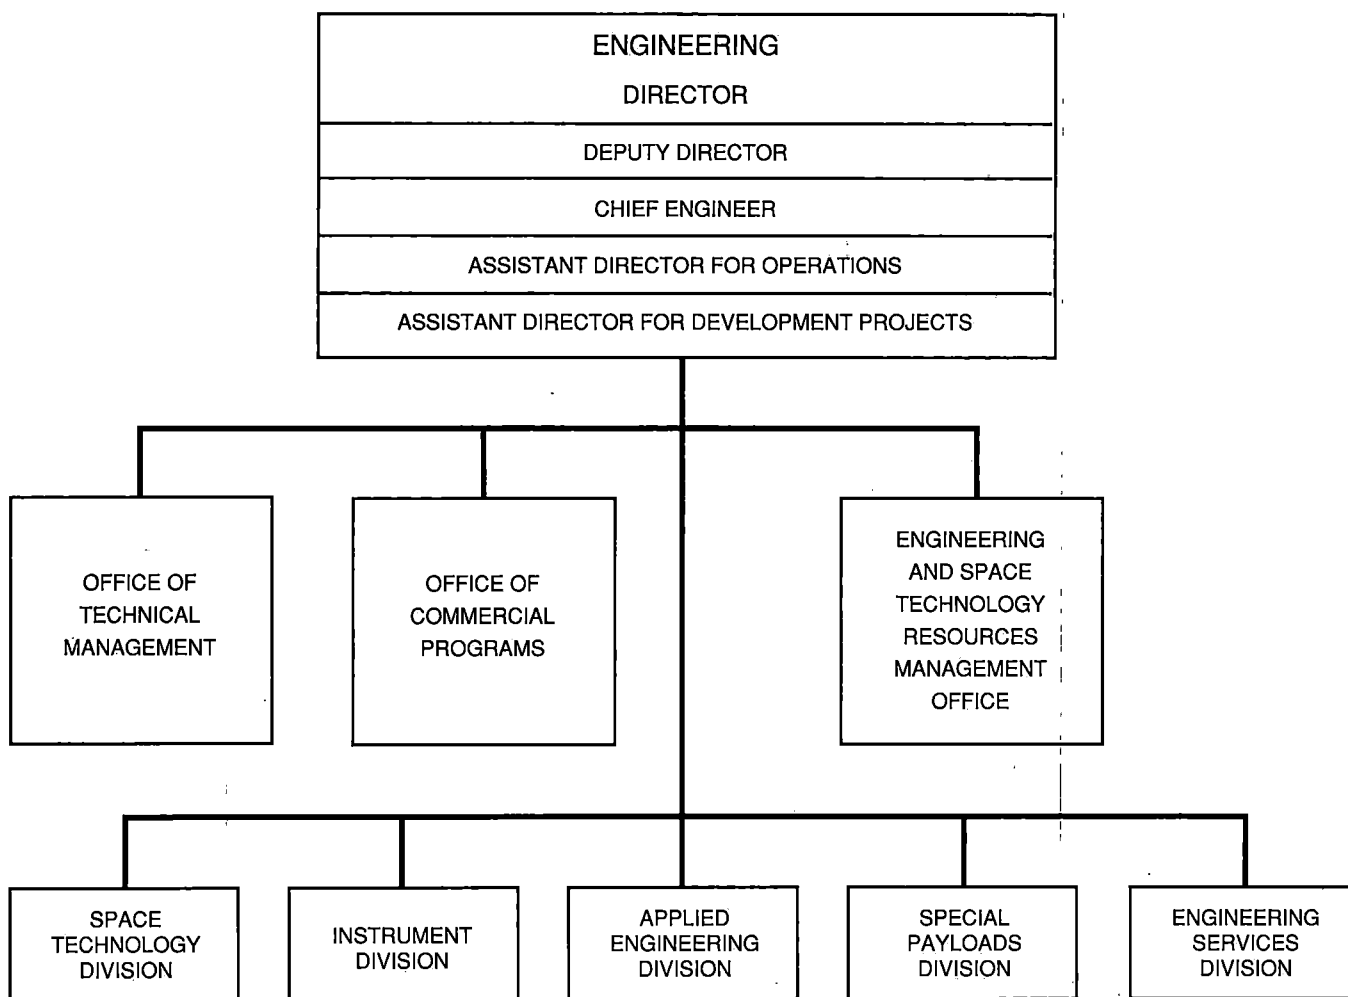 ENGINEERING
DIRECTOR
DEPUTY DIRECTOR
CHIEF ENGINEER
ASSISTANT DIRECTOR FOR OPERATIONS
ASSISTANT DIRECTOR FOR DEVELOPMENT PROJECTS
OFFICE OF
TECHNICAL
MANAGEMENT
OFFICE OF
COMMERCIAL
PROGRAMS
ENGINEERING
AND SPACE
TECHNOLOGY
RESOURCES
MANAGEMENT
OFFICE
SPACE
TECHNOLOGY
DIVISION
INSTRUMENT
DIVISION
APPLIED
ENGINEERING
DIVISION
SPECIAL
PAYLOADS
DIVISION
ENGINEERING
SERVICES
DIVISION